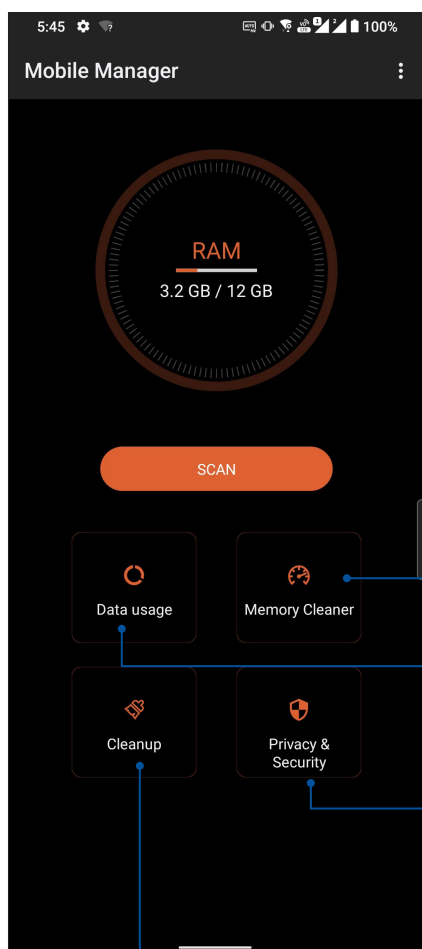 5:45 100%
Mobile Manager
RAM
3.2 GB / 12 GB
SCAN
Data usage
Memory Cleaner
Cleanup
Privacy &
Security